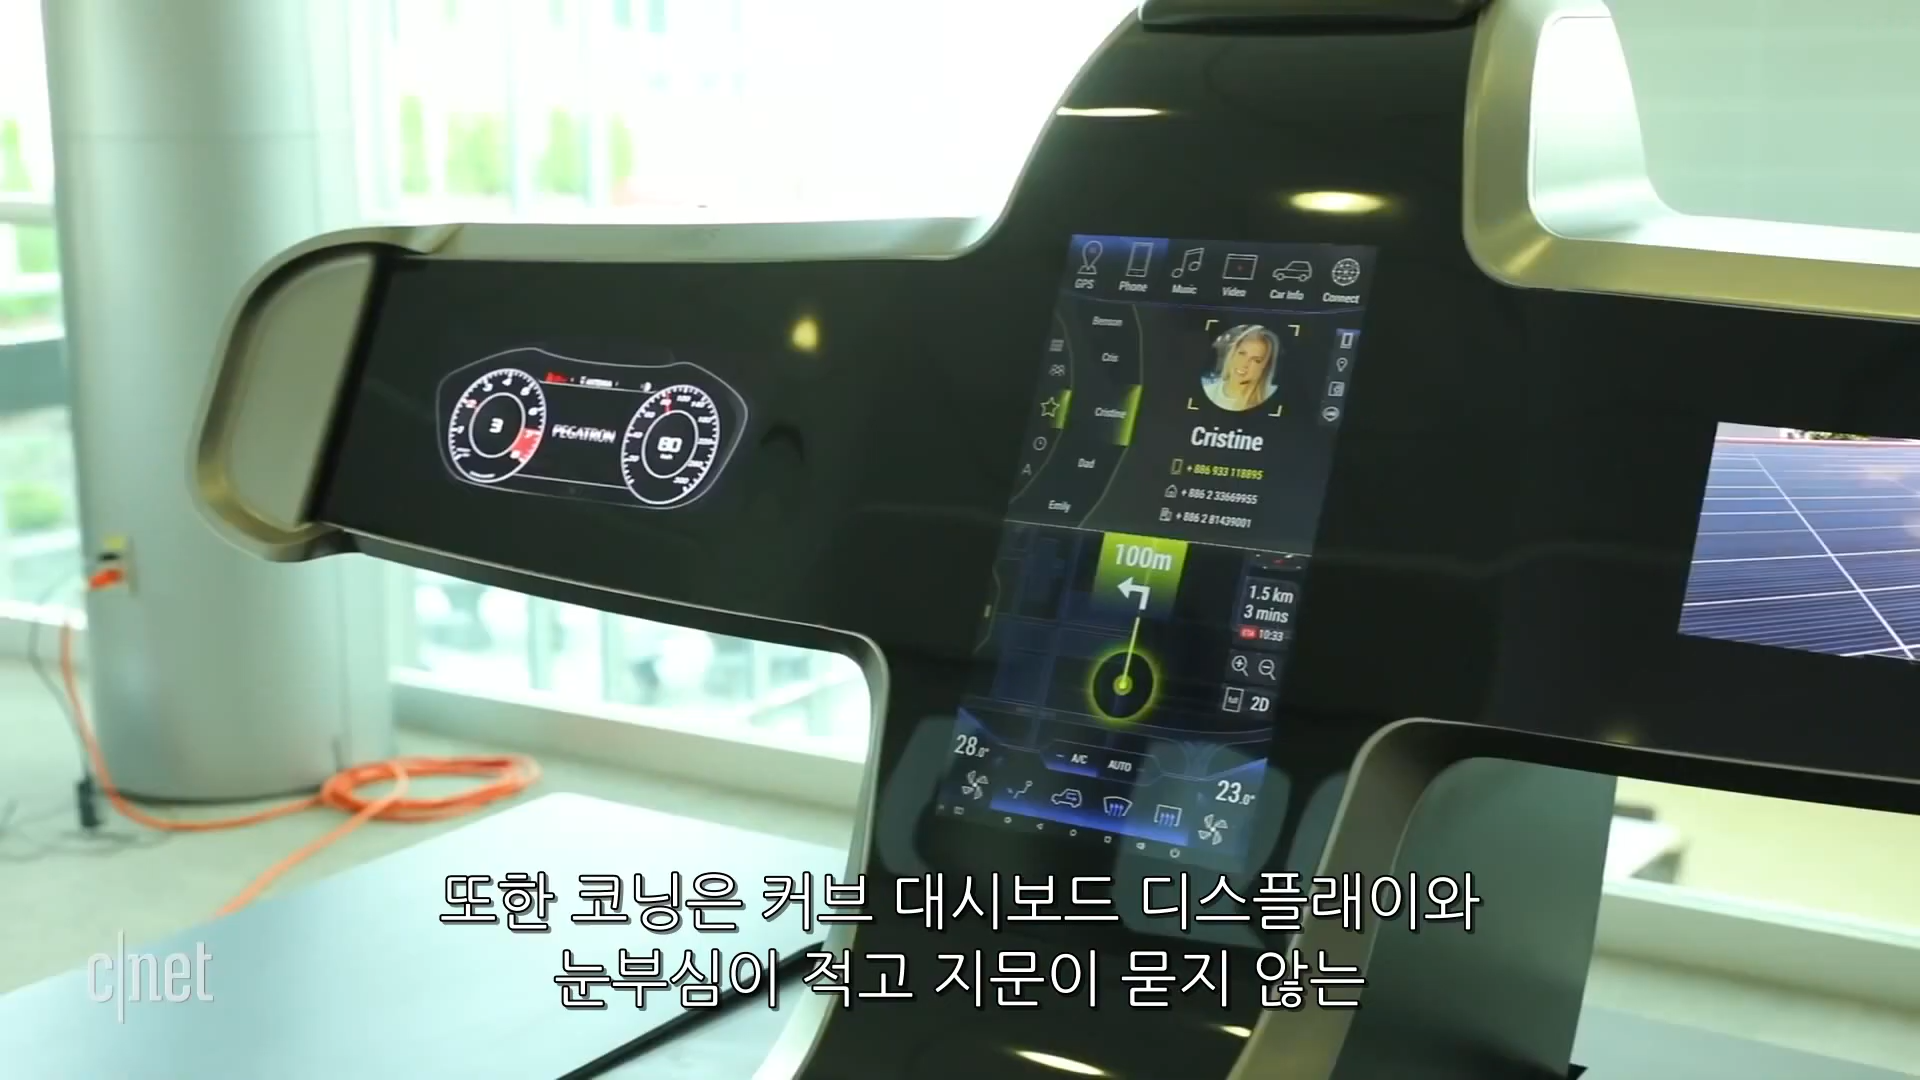 GPS
Phone
Music
Video
Car Info
Connect
Benson
Cris
Cristine
Dad
Emily
Cristine
+ 886 933 118895
+ 886 2 33669955
+ 886 2 81439001
3
PEGATRON
80
100m
1.5 km
3 mins
ETA 10:33
2D
28.0°
A/C
AUTO
23.0°
또한 코닝은 커브 대시보드 디스플레이와
눈부심이 적고 지문이 묻지 않는
c|net